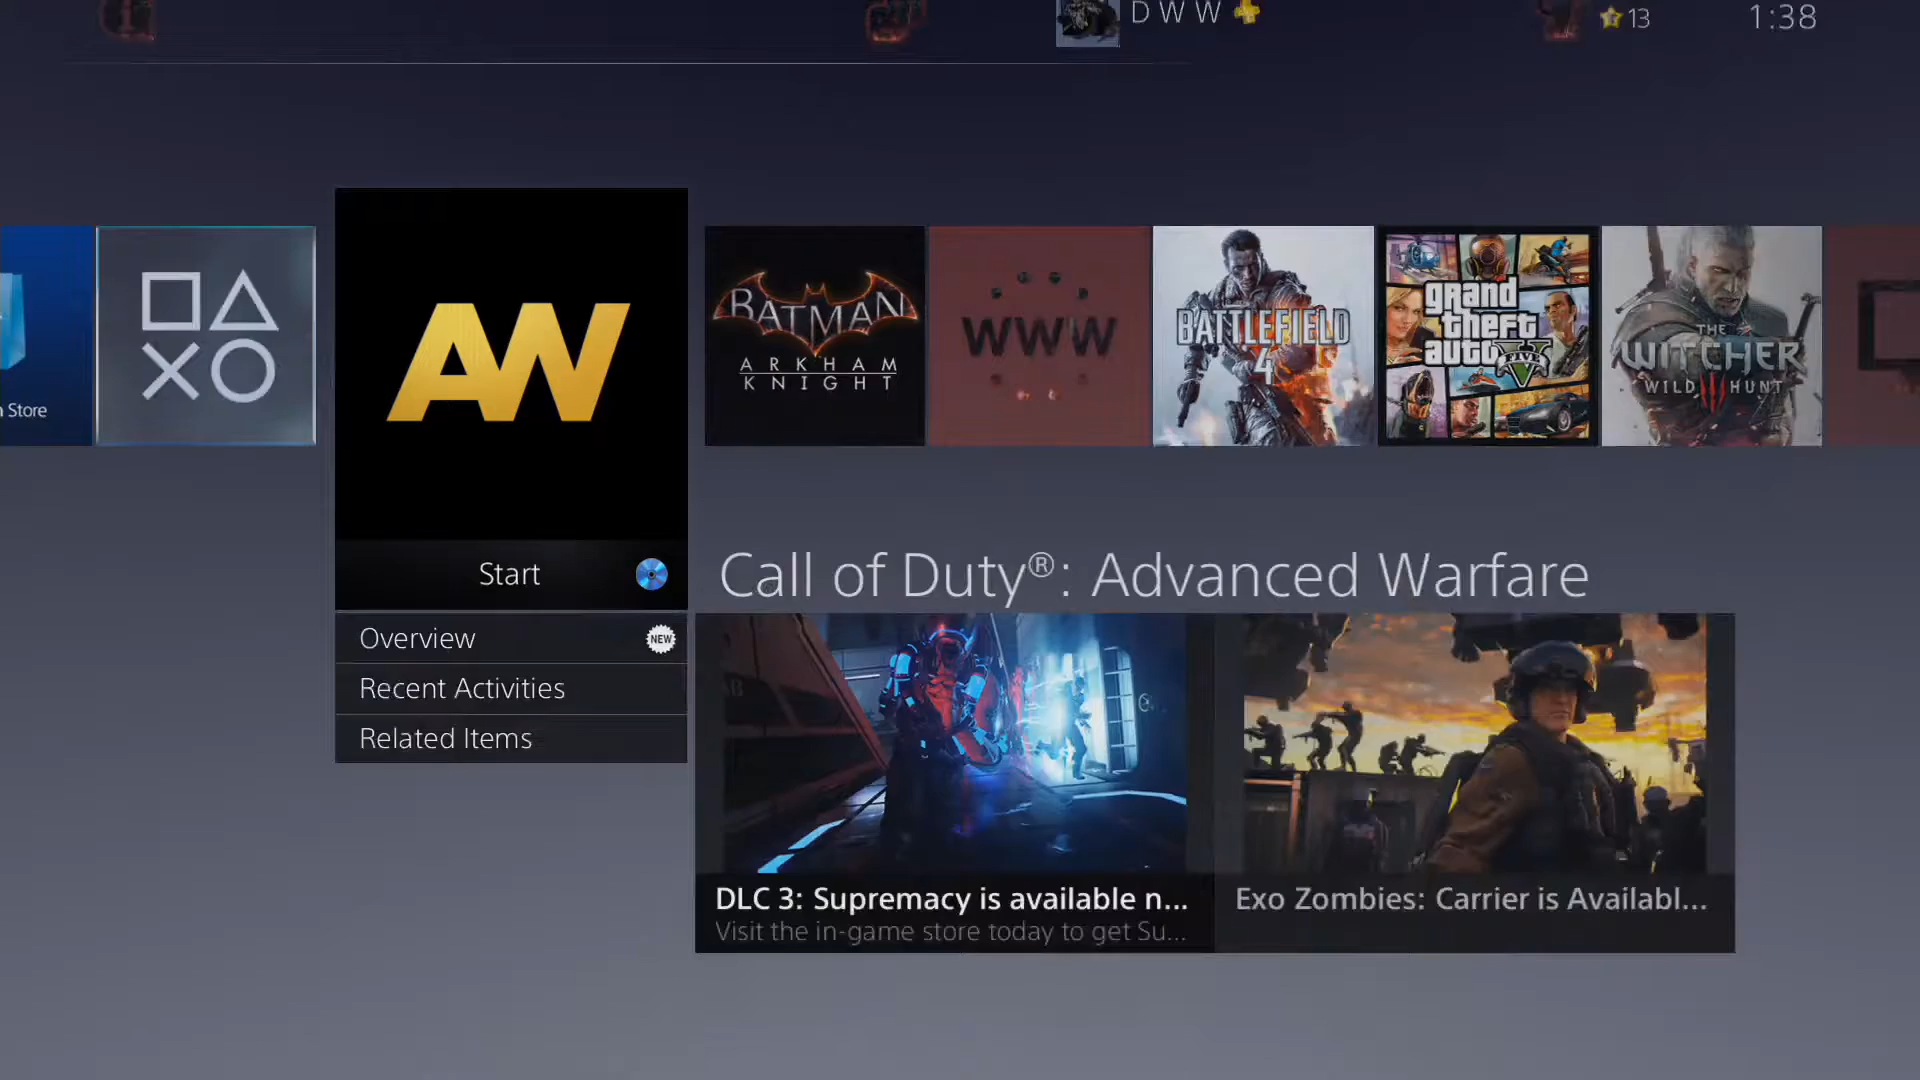 D W W
13
1:38
n Store
AW
BATMAN
ARKHAM
KNIGHT
WWW
BATTLEFIELD
4
grand
theft
auto
FIVE
THE
WITCHER
WILD HUNT
Start
Call of Duty®: Advanced Warfare
Overview
NEW
Recent Activities
Related Items
DLC 3: Supremacy is available n...
Visit the in-game store today to get Su...
Exo Zombies: Carrier is Availabl...